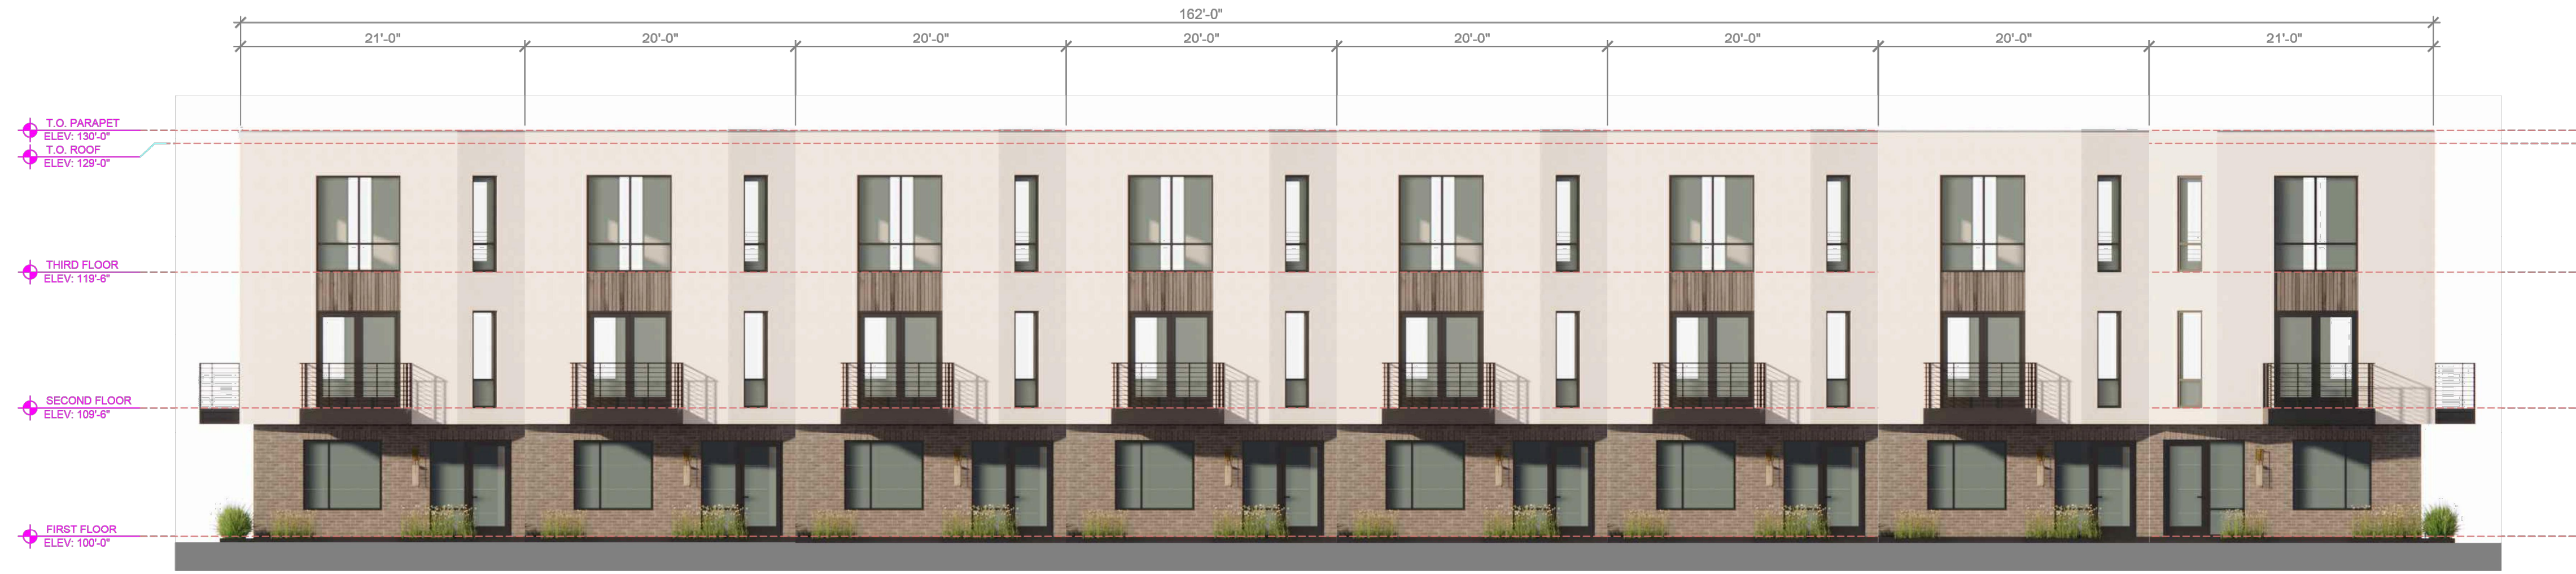 162'-0"
21'-0"
20'-0"
20'-0"
20'-0"
20'-0"
20'-0"
20'-0"
21'-0"
T.O. PARAPET
ELEV: 130'-0"
T.O. ROOF
ELEV: 129'-0"
THIRD FLOOR
ELEV: 119'-6"
SECOND FLOOR
ELEV: 109'-6"
FIRST FLOOR
ELEV: 100'-0"